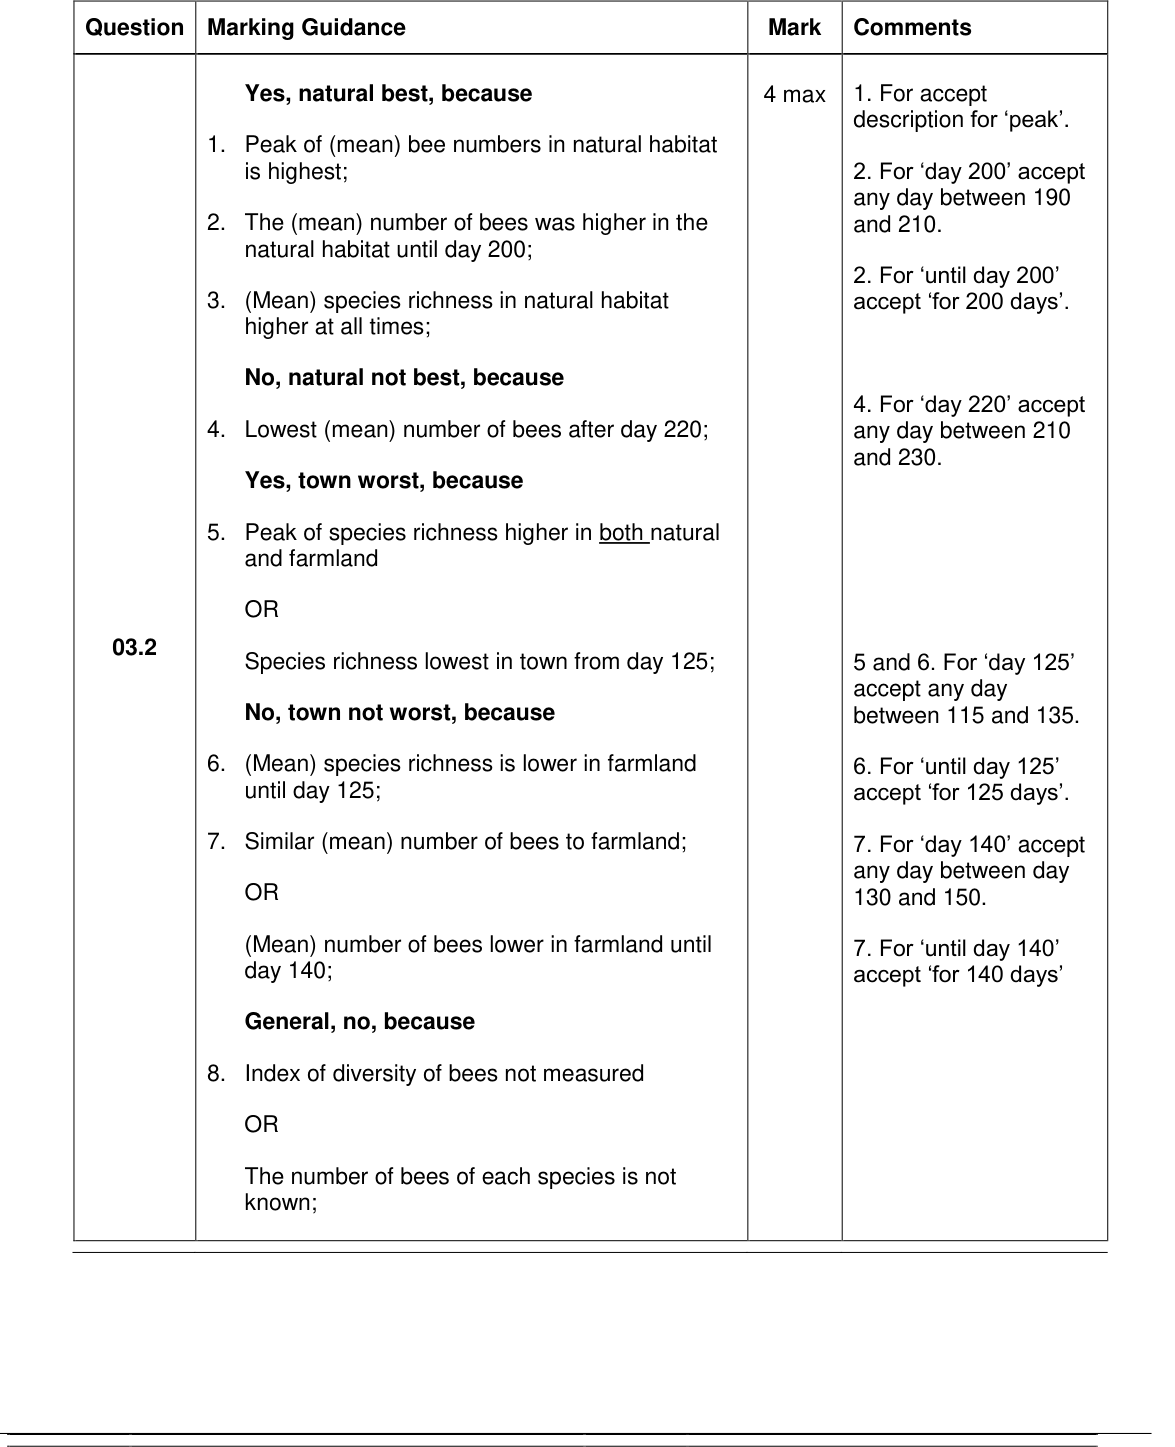 Question Marking Guidance Mark Comments
03.2
Yes, natural best, because
1. Peak of (mean) bee numbers in natural habitat
is highest;
2. The (mean) number of bees was higher in the
natural habitat until day 200;
3. (Mean) species richness in natural habitat
higher at all times;
No, natural not best, because
4. Lowest (mean) number of bees after day 220;
Yes, town worst, because
5. Peak of species richness higher in both natural
and farmland
OR
Species richness lowest in town from day 125;
No, town not worst, because
6. (Mean) species richness is lower in farmland
until day 125;
7. Similar (mean) number of bees to farmland;
OR
(Mean) number of bees lower in farmland until
day 140;
General, no, because
8. Index of diversity of bees not measured
OR
The number of bees of each species is not
known;
4 max
1. For accept
description for ‘peak’.
2. For ‘day 200’ accept
any day between 190
and 210.
2. For ‘until day 200’
accept ‘for 200 days’.
4. For ‘day 220’ accept
any day between 210
and 230.
5 and 6. For ‘day 125’
accept any day
between 115 and 135.
6. For ‘until day 125’
accept ‘for 125 days’.
7. For ‘day 140’ accept
any day between day
130 and 150.
7. For ‘until day 140’
accept ‘for 140 days’